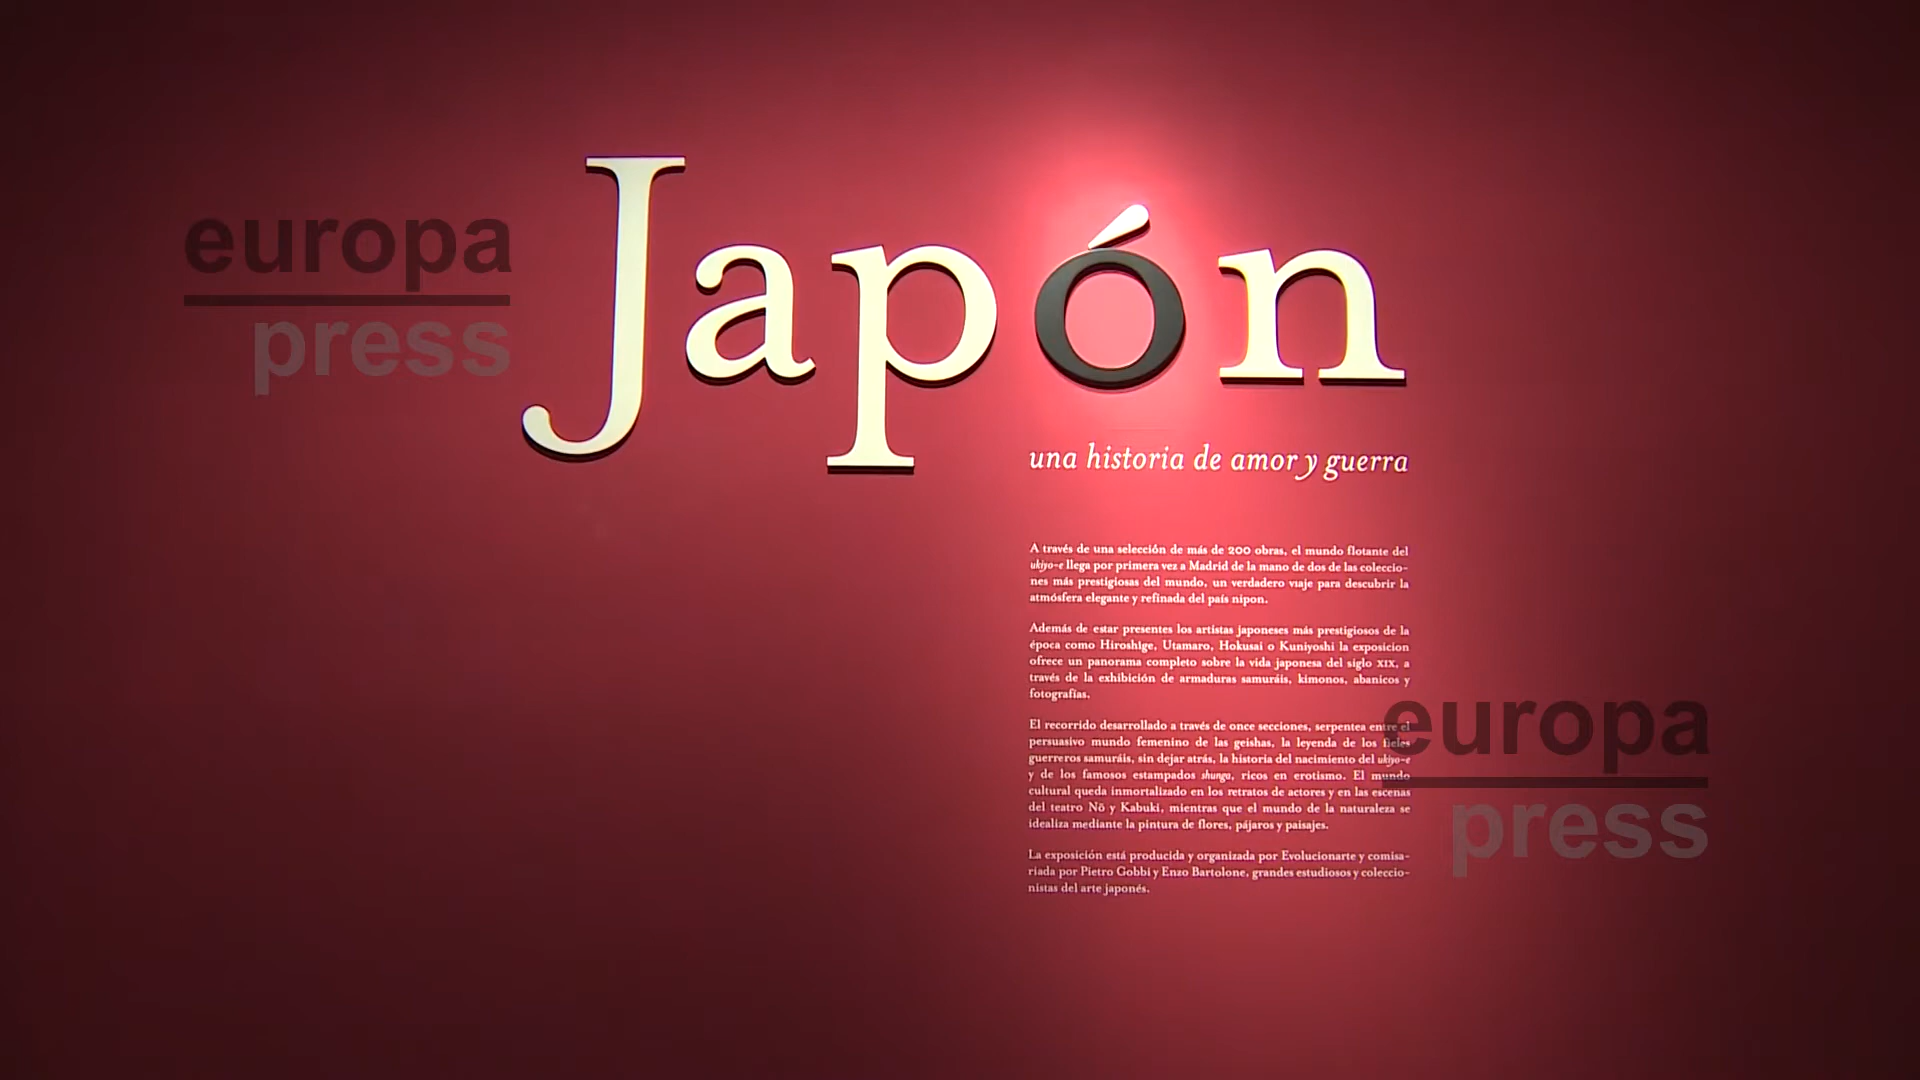 Japón
una historia de amor y guerra
A través de una selección de más de 200 obras, el mundo flotante del
ukiyo-e llega por primera vez a Madrid de la mano de dos de las coleccio-
nes más prestigiosas del mundo, un verdadero viaje para descubrir la
atmósfera elegante y refinada del país nipon.
Además de estar presentes los artistas japoneses más prestigiosos de la
época como Hiroshige, Utamaro, Hokusai o Kuniyoshi la exposicion
ofrece un panorama completo sobre la vida japonesa del siglo XIX, a
través de la exhibición de armaduras samuráis, kimonos, abanicos y
fotografías.
El recorrido desarrollado a través de once secciones, serpentea entre el
persuasivo mundo femenino de las geishas, la leyenda de los fieles
guerreros samuráis, sin dejar atrás, la historia del nacimiento del ukiyo-e
y de los famosos estampados shunga, ricos en erotismo. El mundo
cultural queda inmortalizado en los retratos de actores y en las escenas
del teatro Nō y Kabuki, mientras que el mundo de la naturaleza se
idealiza mediante la pintura de flores, pájaros y paisajes.
La exposición está producida y organizada por Evolucionarte y comisa-
riada por Pietro Gobbi y Enzo Bartolone, grandes estudiosos y coleccio-
nistas del arte japonés.
europa
press
europa
press